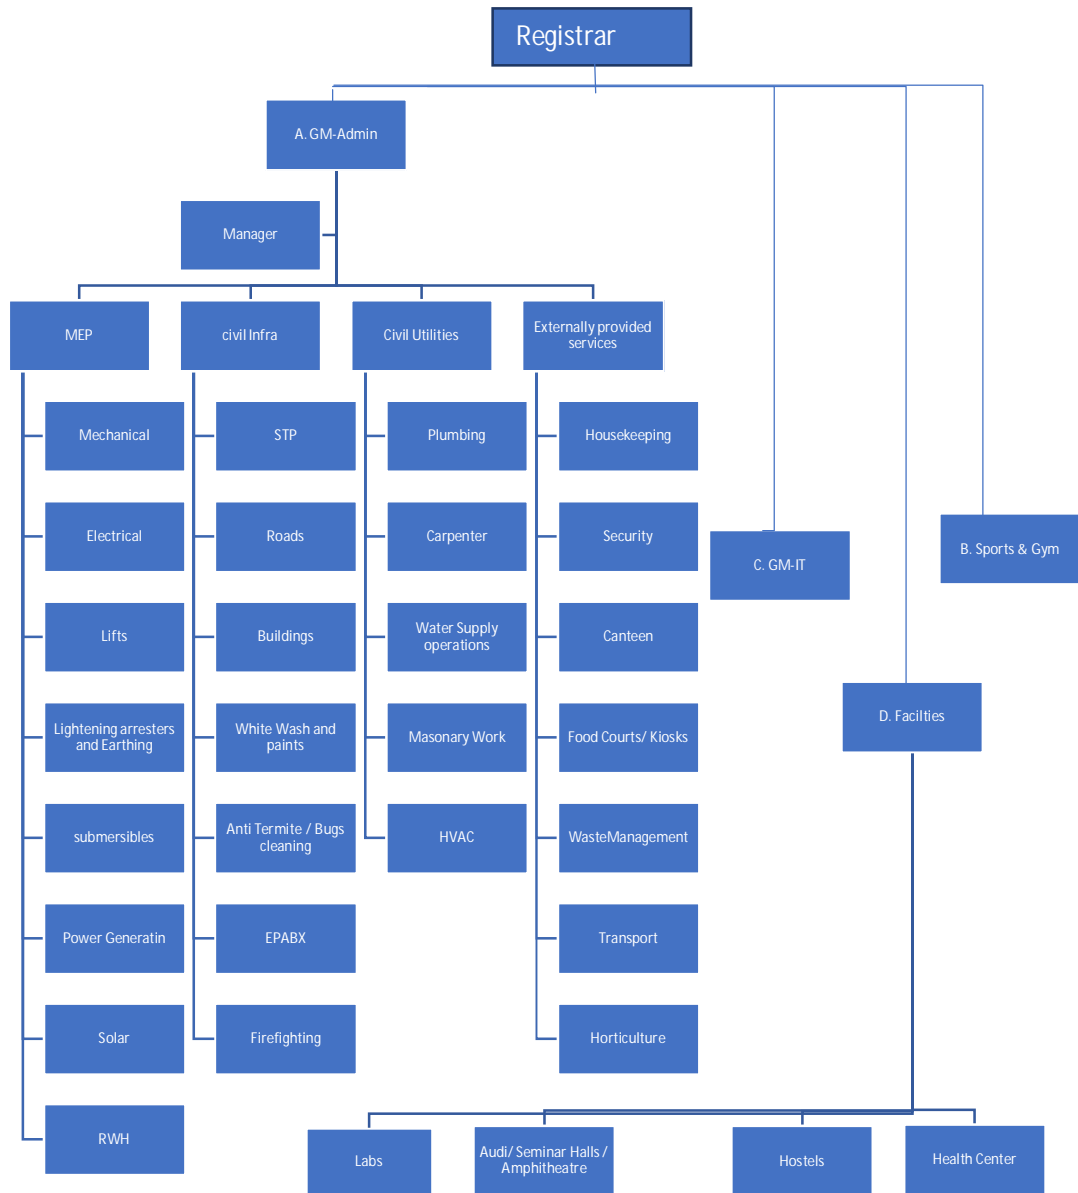 Registrar
A. GM-Admin
Manager
MEP
civil Infra
Civil Utilities
Externally provided
services
Mechanical
STP
Plumbing
Housekeeping
Electrical
Roads
Carpenter
Security
C. GM-IT
B. Sports & Gym
Lifts
Buildings
Water Supply
operations
Canteen
Lightening arresters
and Earthing
White Wash and
paints
Masonary Work
Food Courts/ Kiosks
D. Facilties
submersibles
Anti Termite / Bugs
cleaning
HVAC
WasteManagement
Power Generatin
EPABX
Transport
Solar
Firefighting
Horticulture
RWH
Labs
Audi/ Seminar Halls /
Amphitheatre
Hostels
Health Center